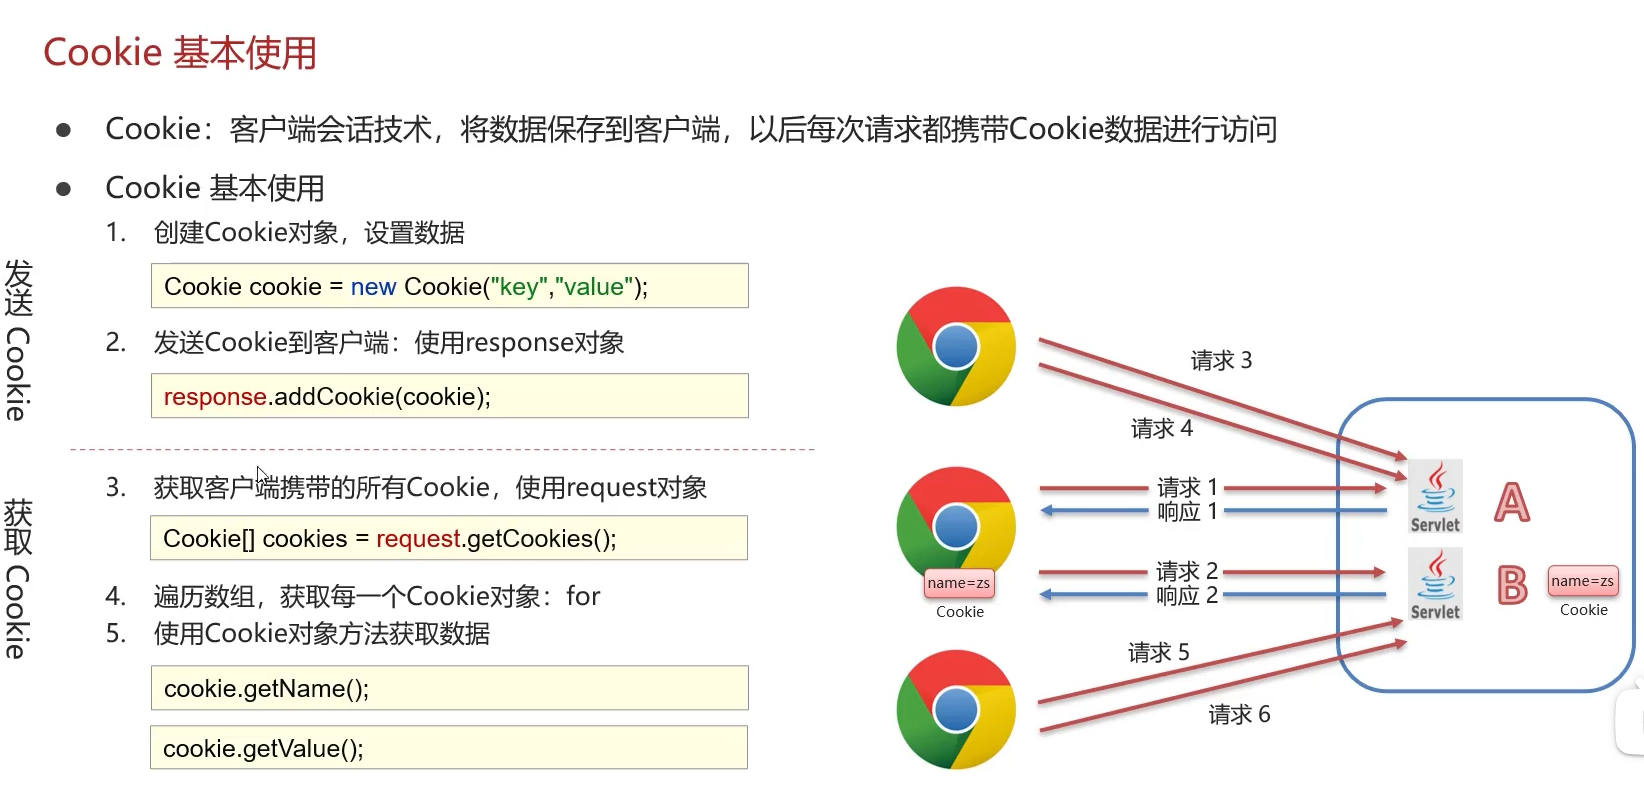 Cookie 基本使用
● Cookie：客户端会话技术，将数据保存到客户端，以后每次请求都携带Cookie数据进行访问
● Cookie 基本使用
发送 Cookie
1. 创建Cookie对象，设置数据
Cookie cookie = new Cookie("key","value");
2. 发送Cookie到客户端：使用response对象
response.addCookie(cookie);
获取 Cookie
3. 获取客户端携带的所有Cookie，使用request对象
Cookie[] cookies = request.getCookies();
4. 遍历数组，获取每一个Cookie对象：for
5. 使用Cookie对象方法获取数据
cookie.getName();
cookie.getValue();
请求 3
请求 4
请求 1
响应 1
Servlet
A
请求 2
响应 2
name=zs
Cookie
Servlet
B
name=zs
Cookie
请求 5
请求 6